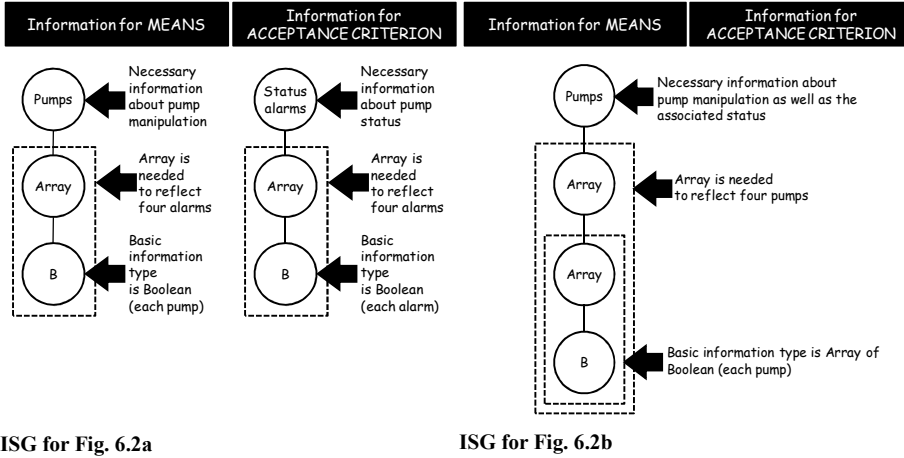 Information for MEANS
Information for
ACCEPTANCE CRITERION
Pumps
Necessary
information
about pump
manipulation
Array
Array is
needed
to reflect
four alarms
B
Basic
information
type
is Boolean
(each pump)
Status
alarms
Necessary
information
about pump
status
Array
Array is
needed
to reflect
four alarms
B
Basic
information
type
is Boolean
(each alarm)
ISG for Fig. 6.2a
Information for MEANS
Information for
ACCEPTANCE CRITERION
Pumps
Necessary information about
pump manipulation as well as the
associated status
Array
Array is needed
to reflect four pumps
Array
B
Basic information type is Array of
Boolean (each pump)
ISG for Fig. 6.2b